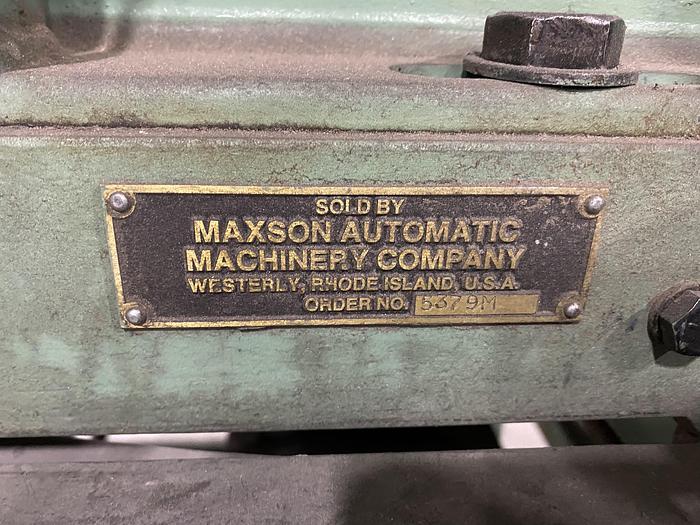 SOLD BY
MAXSON AUTOMATIC
MACHINERY COMPANY
WESTERLY, RHODE ISLAND, U.S.A.
ORDER NO. 5379M